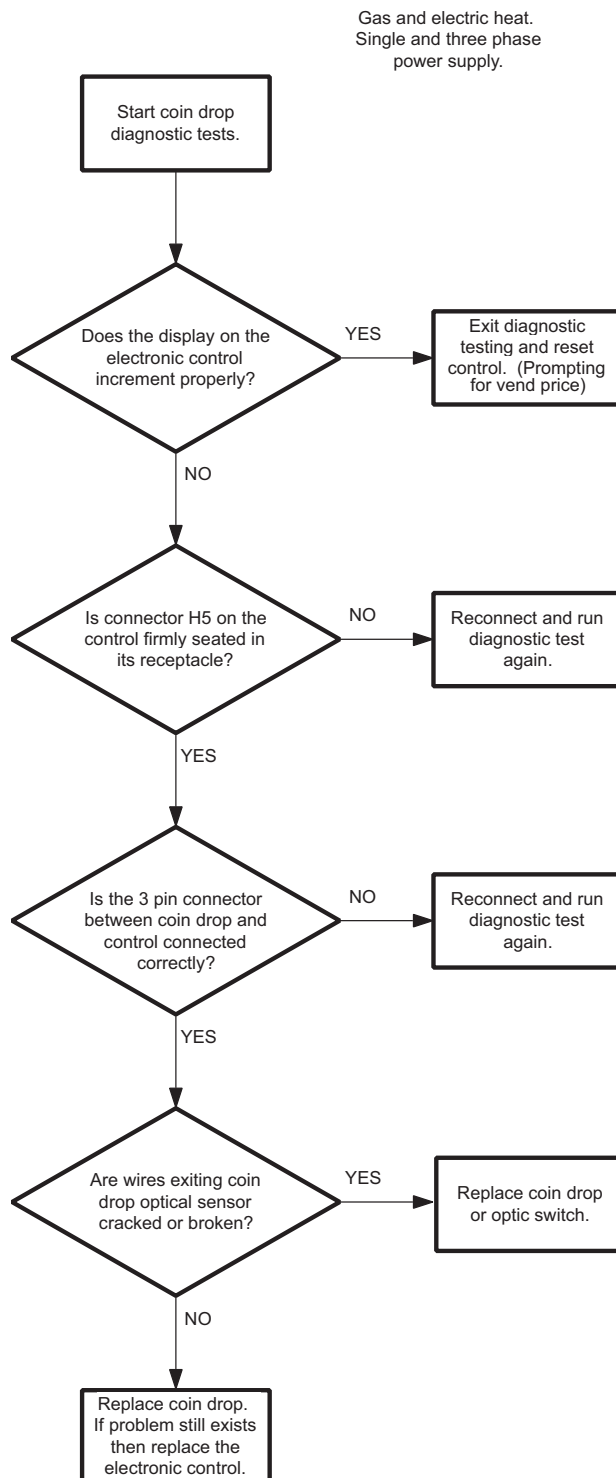 Gas and electric heat.
Single and three phase
power supply.
Start coin drop
diagnostic tests.
Does the display on the
electronic control
increment properly?
YES
Exit diagnostic
testing and reset
control. (Prompting
for vend price)
NO
Is connector H5 on the
control firmly seated in
its receptacle?
NO
Reconnect and run
diagnostic test
again.
YES
Is the 3 pin connector
between coin drop and
control connected
correctly?
NO
Reconnect and run
diagnostic test
again.
YES
Are wires exiting coin
drop optical sensor
cracked or broken?
YES
Replace coin drop
or optic switch.
NO
Replace coin drop.
If problem still exists
then replace the
electronic control.